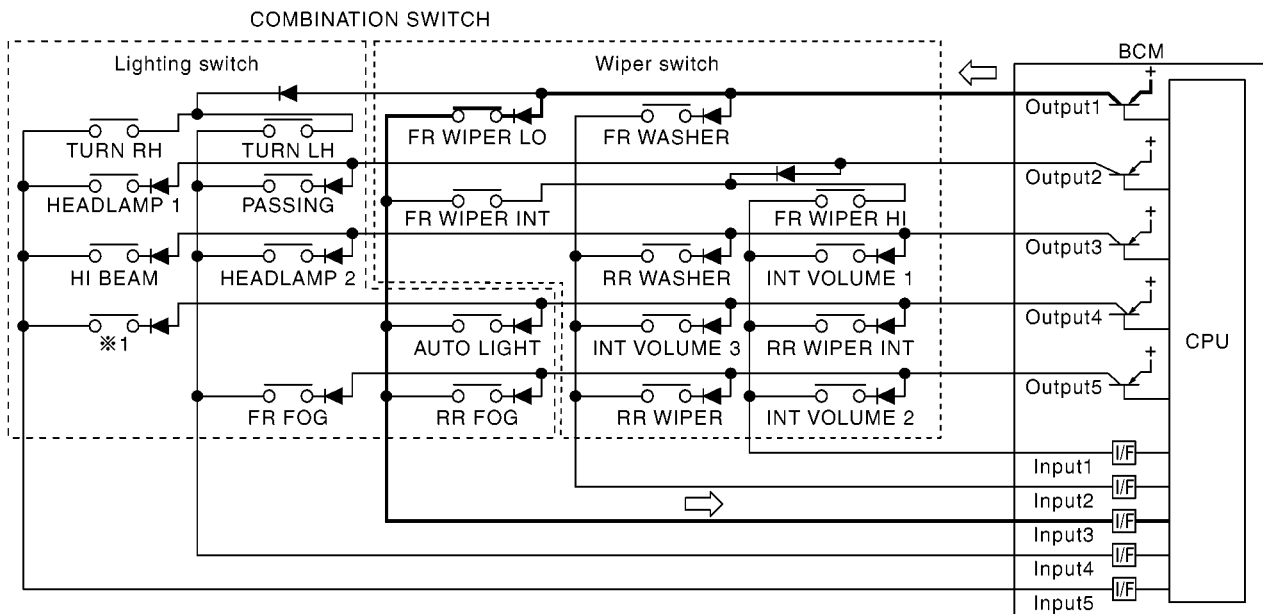 COMBINATION SWITCH
BCM
Lighting switch
Wiper switch
+
Output1
FR WIPER LO
FR WASHER
TURN RH
TURN LH
+
Output2
HEADLAMP 1
PASSING
FR WIPER INT
FR WIPER HI
+
Output3
HI BEAM
HEADLAMP 2
RR WASHER
INT VOLUME 1
+
Output4
※1
AUTO LIGHT
INT VOLUME 3
RR WIPER INT
CPU
+
Output5
FR FOG
RR FOG
RR WIPER
INT VOLUME 2
I/F
Input1
I/F
Input2
I/F
Input3
I/F
Input4
I/F
Input5